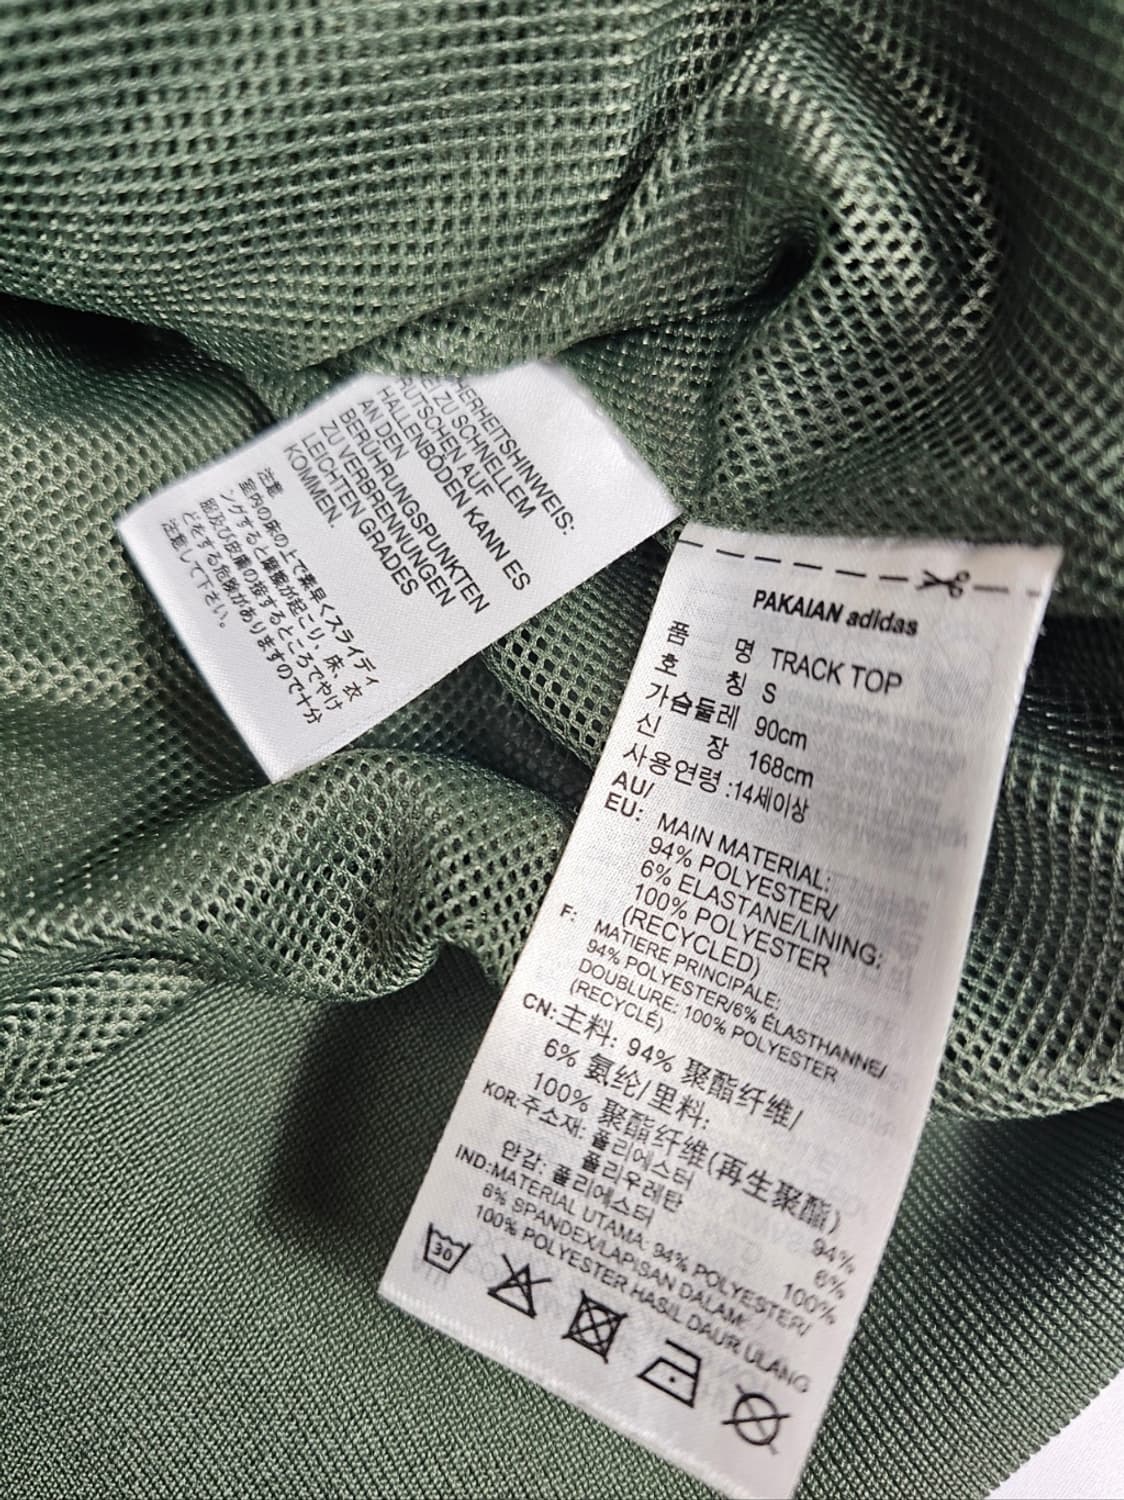 HERHEITSHINWEIS:
EI ZU SCHNELLEM
RUTSCHEN AUF
HALLENBODEN KANN ES
AN DEN
BERÜHRUNGSPUNKTEN
ZU VERBRENNUNGEN
LEICHTEN GRADES
KOMMEN.
注意
室内の床の上で素早くスライディ
ングすると摩擦が起こり、床、衣
服及び皮膚の接するところでやけ
どをする危険がありますので十分
注意して下さい。
PAKAIAN adidas
품 명 TRACK TOP
호 칭 S
가슴둘레 90cm
신 장 168cm
사용연령 :14세이상
AU/
EU: MAIN MATERIAL:
94% POLYESTER/
6% ELASTANE/LINING:
100% POLYESTER
(RECYCLED)
F: MATIERE PRINCIPALE:
94% POLYESTER/6% ÉLASTHANNE/
DOUBLURE: 100% POLYESTER
(RECYCLÉ)
CN: 主料: 94% 聚酯纤维/
6% 氨纶/里料:
100% 聚酯纤维(再生聚酯)
KOR: 주소재: 폴리에스터 94%
폴리우레탄 6%
안감: 폴리에스터 100%
IND: MATERIAL UTAMA: 94% POLYESTER/
6% SPANDEX/LAPISAN DALAM:
100% POLYESTER HASIL DAUR ULANG
30